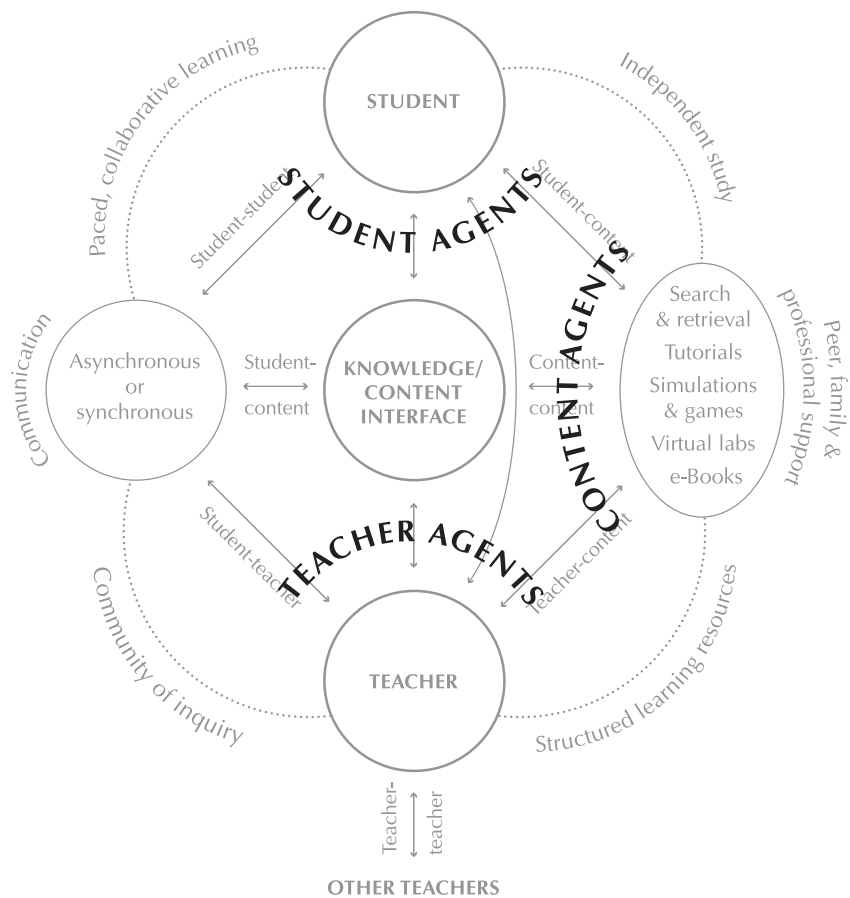 STUDENT
Paced, collaborative learning
Independent study
Student-student
STUDENT AGENTS
Student-content
Communication
Asynchronous
or
synchronous
Student-
content
KNOWLEDGE/
CONTENT
INTERFACE
Content-
content
CONTENT AGENTS
Search
& retrieval
Tutorials
Simulations
& games
Virtual labs
e-Books
Peer, family &
professional support
Student-teacher
TEACHER AGENTS
Teacher-content
Community of inquiry
TEACHER
Structured learning resources
Teacher-
teacher
OTHER TEACHERS